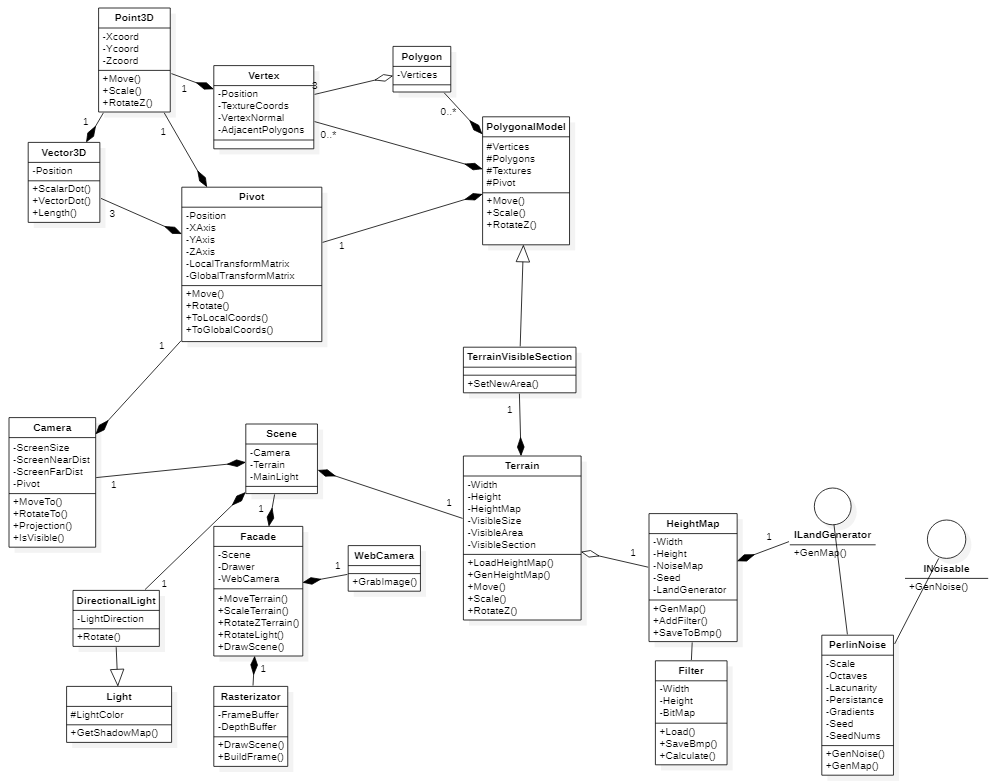 Point3D
-Xcoord
-Ycoord
-Zcoord
+Move()
+Scale()
+RotateZ()
1
1
1
Vertex
-Position
-TextureCoords
-VertexNormal
-AdjacentPolygons
3
0..*
Polygon
-Vertices
0..*
PolygonalModel
#Vertices
#Polygons
#Textures
#Pivot
+Move()
+Scale()
+RotateZ()
Vector3D
-Position
+ScalarDot()
+VectorDot()
+Length()
3
Pivot
-Position
-XAxis
-YAxis
-ZAxis
-LocalTransformMatrix
-GlobalTransformMatrix
+Move()
+Rotate()
+ToLocalCoords()
+ToGlobalCoords()
1
1
TerrainVisibleSection
+SetNewArea()
1
Camera
-ScreenSize
-ScreenNearDist
-ScreenFarDist
-Pivot
+MoveTo()
+RotateTo()
+Projection()
+IsVisible()
1
Scene
-Camera
-Terrain
-MainLight
1
1
1
Terrain
-Width
-Height
-HeightMap
-VisibleSize
-VisibleArea
-VisibleSection
+LoadHeightMap()
+GenHeightMap()
+Move()
+Scale()
+RotateZ()
1
HeightMap
-Width
-Height
-NoiseMap
-Seed
-LandGenerator
+GenMap()
+AddFilter()
+SaveToBmp()
1
ILandGenerator
+GenMap()
INoisable
+GenNoise()
Facade
-Scene
-Drawer
-WebCamera
+MoveTerrain()
+ScaleTerrain()
+RotateZTerrain()
+RotateLight()
+DrawScene()
1
WebCamera
+GrabImage()
DirectionalLight
-LightDirection
+Rotate()
Light
#LightColor
+GetShadowMap()
1
Rasterizator
-FrameBuffer
-DepthBuffer
+DrawScene()
+BuildFrame()
Filter
-Width
-Height
-BitMap
+Load()
+SaveBmp()
+Calculate()
PerlinNoise
-Scale
-Octaves
-Lacunarity
-Persistance
-Gradients
-Seed
-SeedNums
+GenNoise()
+GenMap()